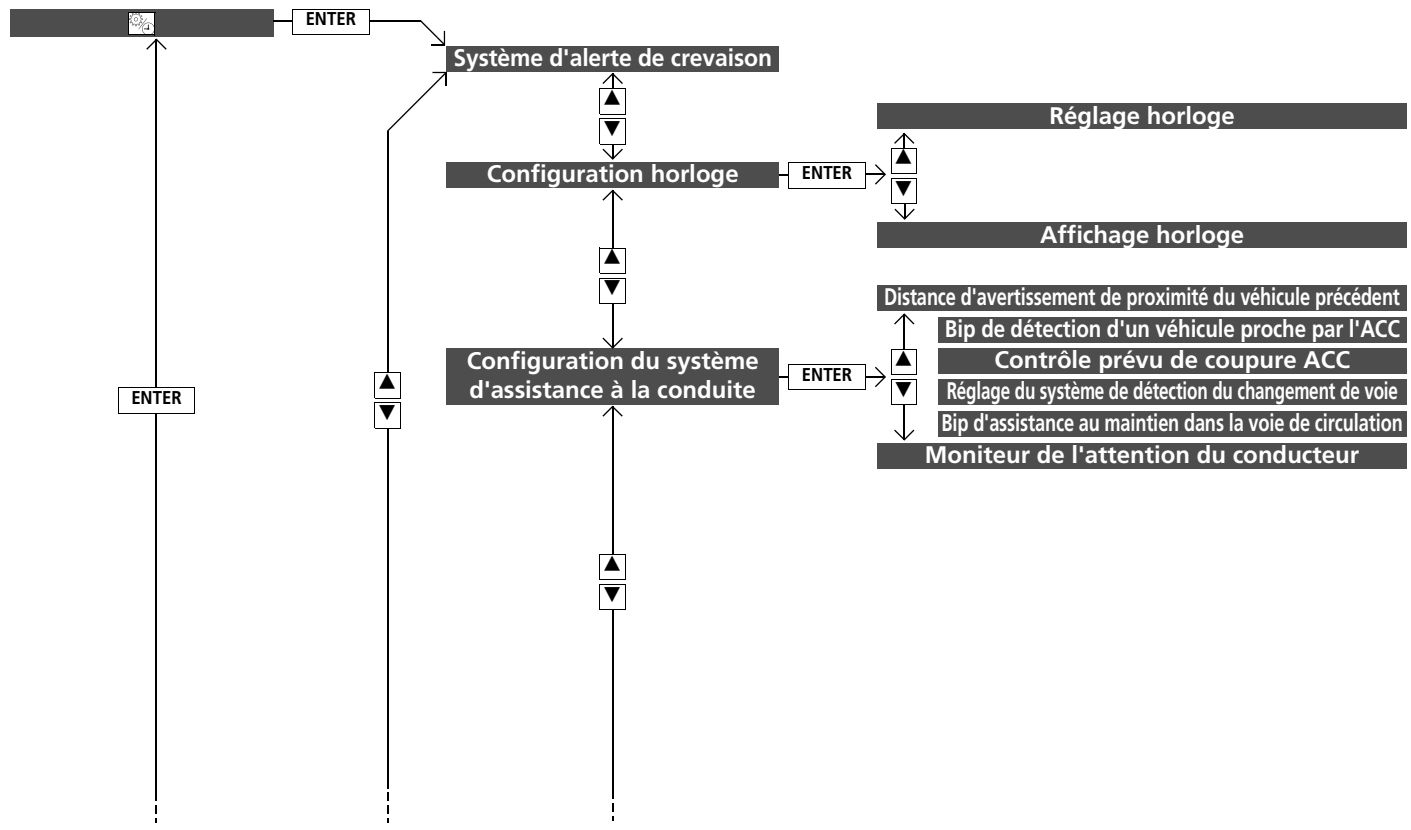 ENTER
Système d'alerte de crevaison
Réglage horloge
Configuration horloge
ENTER
Affichage horloge
Distance d'avertissement de proximité du véhicule précédent
Bip de détection d'un véhicule proche par l'ACC
Configuration du système
d'assistance à la conduite
ENTER
Contrôle prévu de coupure ACC
Réglage du système de détection du changement de voie
Bip d'assistance au maintien dans la voie de circulation
Moniteur de l'attention du conducteur
ENTER